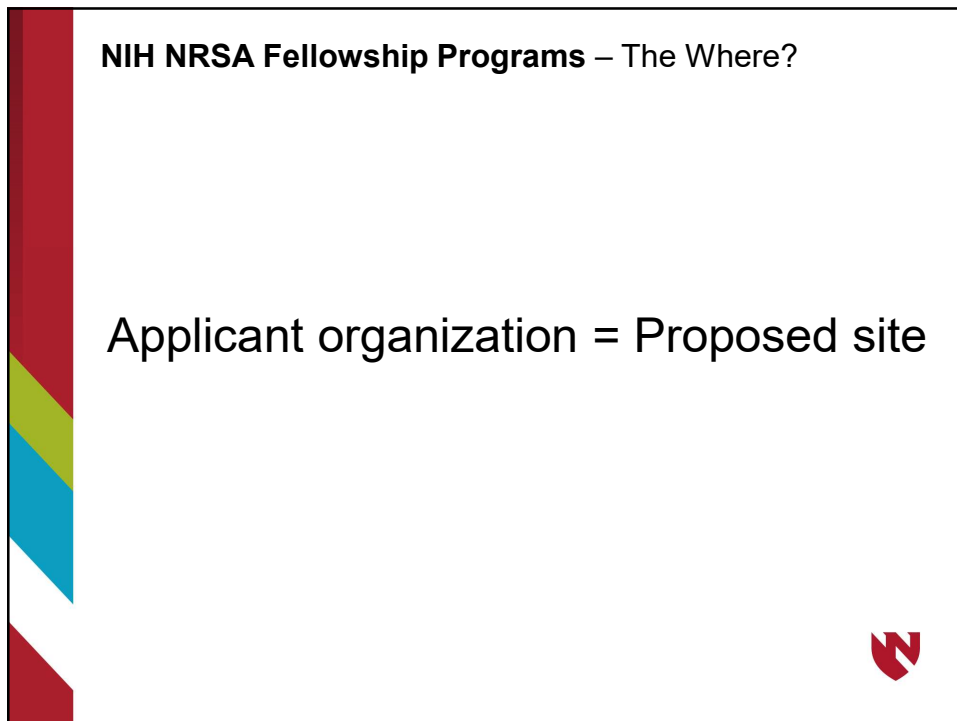 NIH NRSA Fellowship Programs – The Where?
Applicant organization = Proposed site